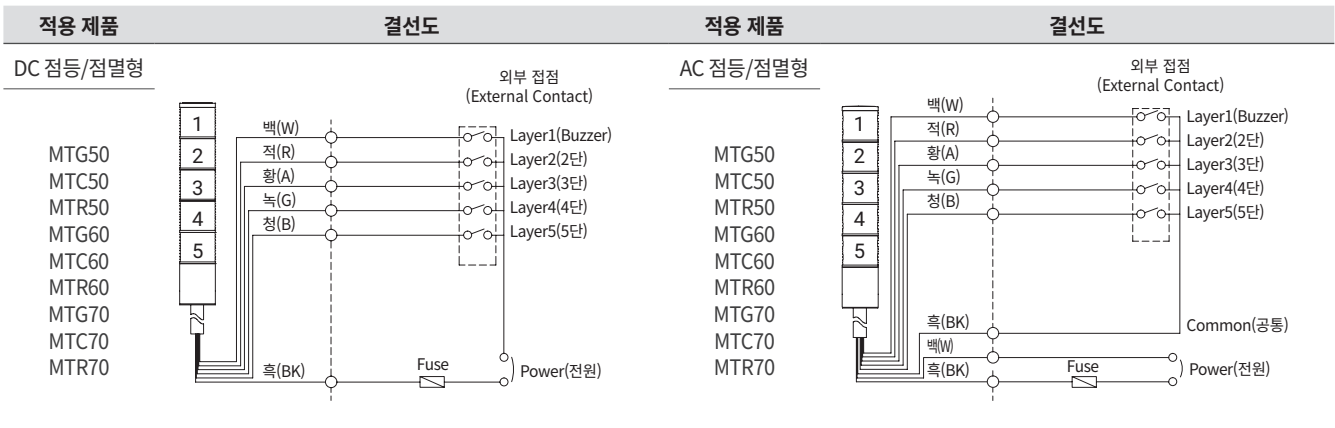 적용 제품 결선도 적용 제품 결선도
DC 점등/점멸형
MTG50
MTC50
MTR50
MTG60
MTC60
MTR60
MTG70
MTC70
MTR70
외부 접점
(External Contact)
1
2
3
4
5
백(W)
적(R)
황(A)
녹(G)
청(B)
Layer1(Buzzer)
Layer2(2단)
Layer3(3단)
Layer4(4단)
Layer5(5단)
흑(BK)
Fuse
Power(전원)
AC 점등/점멸형
MTG50
MTC50
MTR50
MTG60
MTC60
MTR60
MTG70
MTC70
MTR70
외부 접점
(External Contact)
1
2
3
4
5
백(W)
적(R)
황(A)
녹(G)
청(B)
Layer1(Buzzer)
Layer2(2단)
Layer3(3단)
Layer4(4단)
Layer5(5단)
흑(BK)
Common(공통)
백(W)
흑(BK)
Fuse
Power(전원)